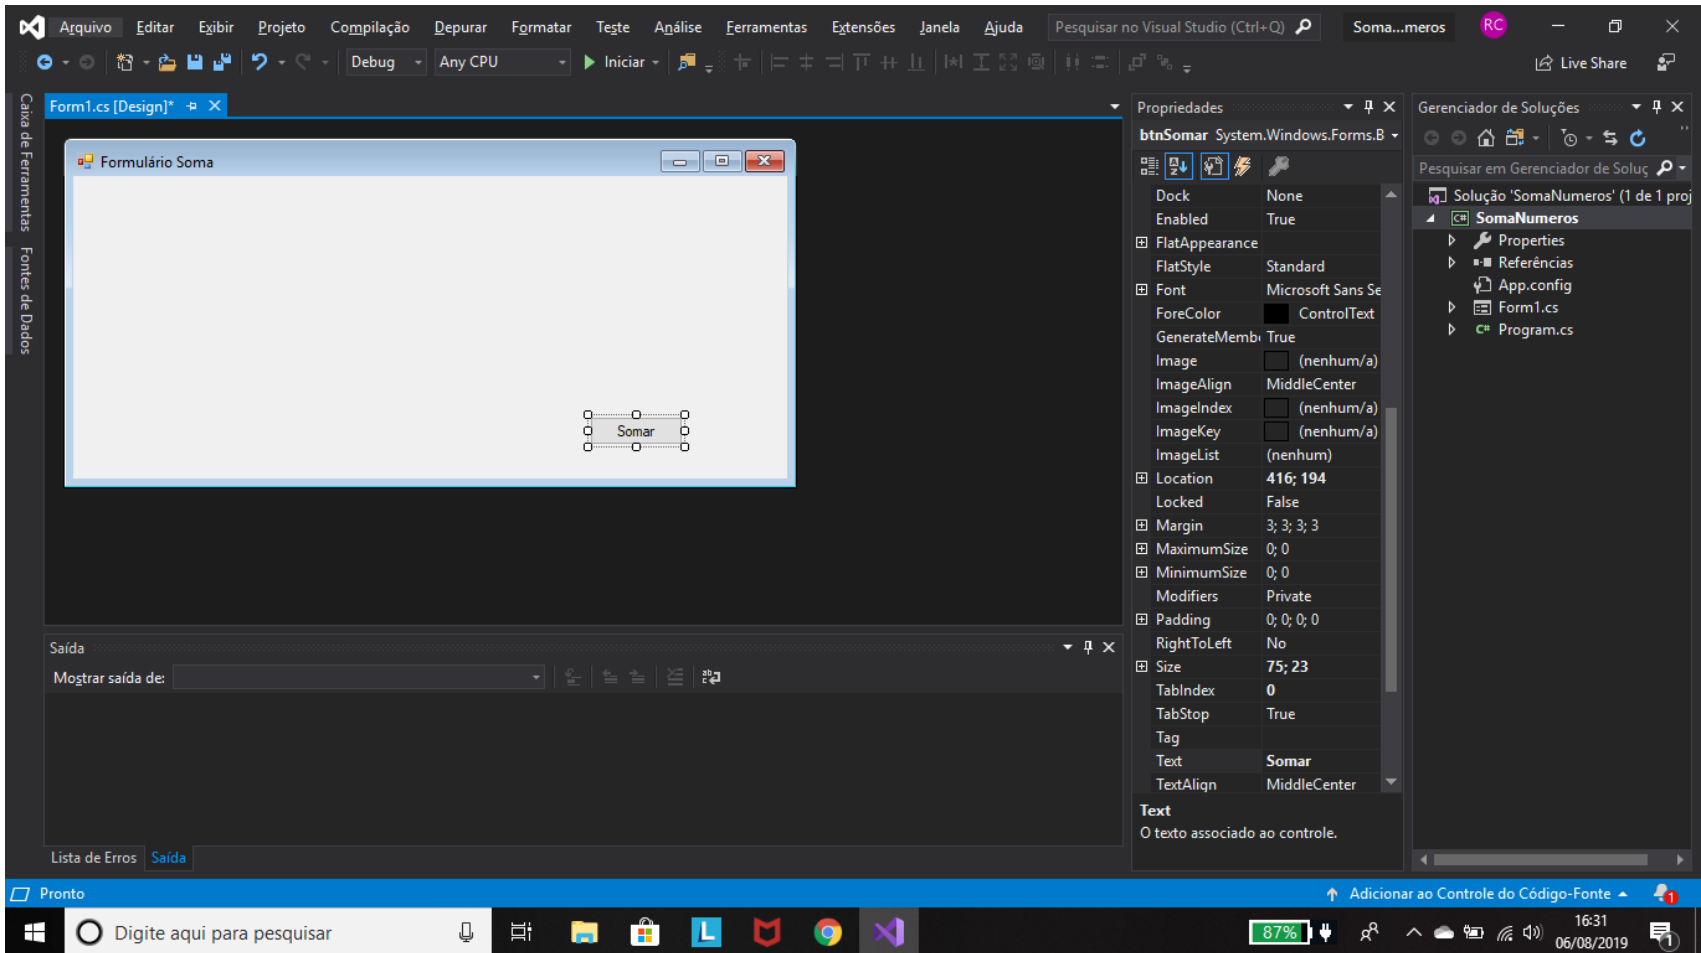 Arquivo Editar Exibir Projeto Compilação Depurar Formatar Teste Análise Ferramentas Extensões Janela Ajuda Pesquisar no Visual Studio (Ctrl+Q) Soma...meros RC
Debug Any CPU Iniciar Live Share
Caixa de Ferramentas
Fontes de Dados
Form1.cs [Design]*
Formulário Soma
Somar
Saída
Mostrar saída de:
Lista de Erros Saída
Propriedades
btnSomar System.Windows.Forms.B
Dock None
Enabled True
FlatAppearance
FlatStyle Standard
Font Microsoft Sans Se
ForeColor ControlText
GenerateMemb True
Image (nenhum/a)
ImageAlign MiddleCenter
ImageIndex (nenhum/a)
ImageKey (nenhum/a)
ImageList (nenhum)
Location 416; 194
Locked False
Margin 3; 3; 3; 3
MaximumSize 0; 0
MinimumSize 0; 0
Modifiers Private
Padding 0; 0; 0; 0
RightToLeft No
Size 75; 23
TabIndex 0
TabStop True
Tag
Text Somar
TextAlign MiddleCenter
Text
O texto associado ao controle.
Gerenciador de Soluções
Pesquisar em Gerenciador de Soluç
Solução 'SomaNumeros' (1 de 1 proj
C# SomaNumeros
Properties
Referências
App.config
Form1.cs
C# Program.cs
Pronto Adicionar ao Controle do Código-Fonte 1
Digite aqui para pesquisar L 87% 16:31
06/08/2019 1